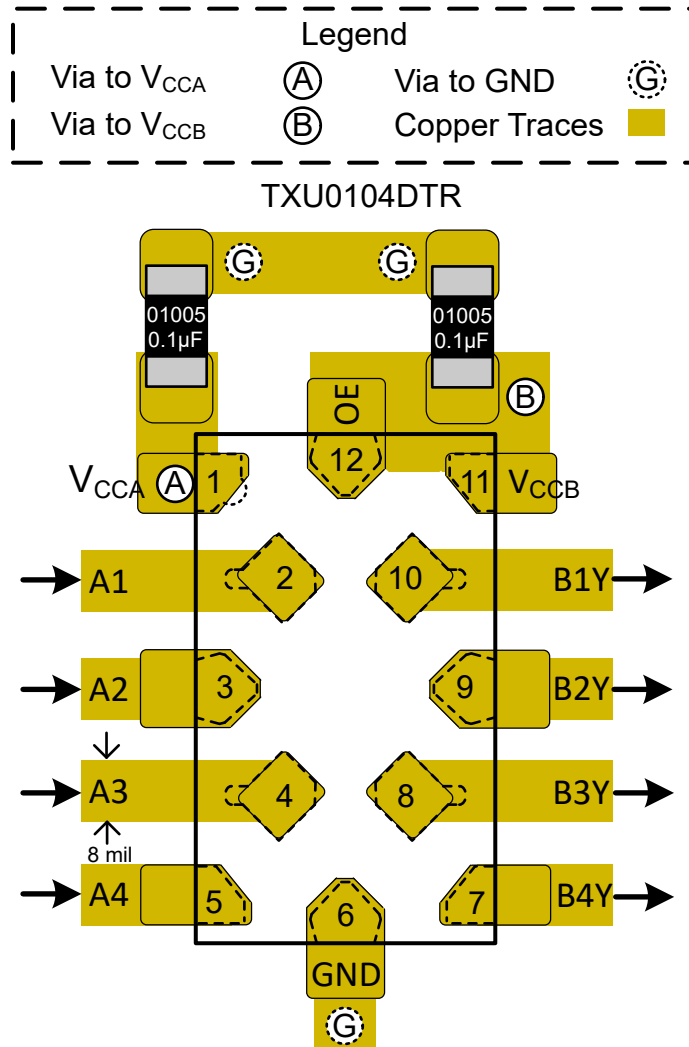 Legend
Via to VCCA A Via to GND G
Via to VCCB B Copper Traces
TXU0104DTR
G G
01005 01005
0.1µF 0.1µF
OE B
12
VCCA A 1 11 VCCB
A1 2 10 B1Y
A2 3 9 B2Y
A3 4 8 B3Y
8 mil
A4 5 7 B4Y
6
GND
G